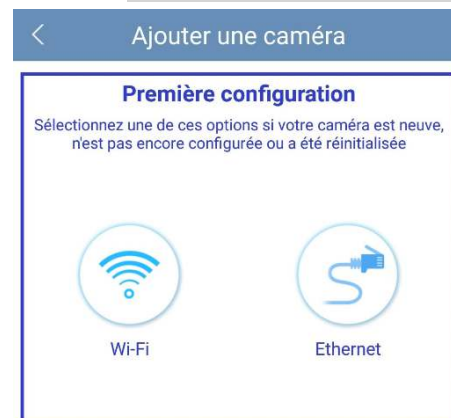 Ajouter une caméra
Première configuration
Sélectionnez une de ces options si votre caméra est neuve,
n'est pas encore configurée ou a été réinitialisée
Wi-Fi
Ethernet